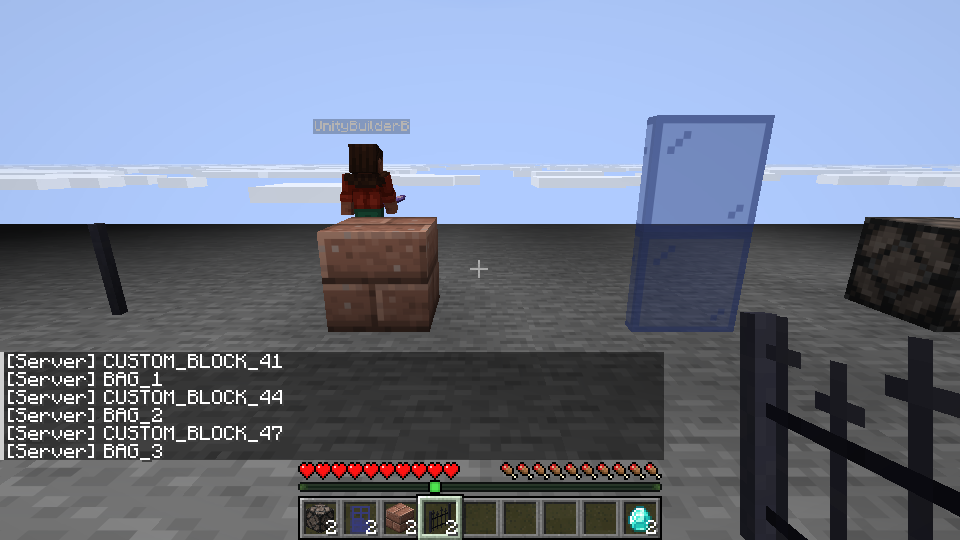 UnityBuilderB
[Server] CUSTOM_BLOCK_41
[Server] BAG_1
[Server] CUSTOM_BLOCK_44
[Server] BAG_2
[Server] CUSTOM_BLOCK_47
[Server] BAG_3
2 2 2 2 2